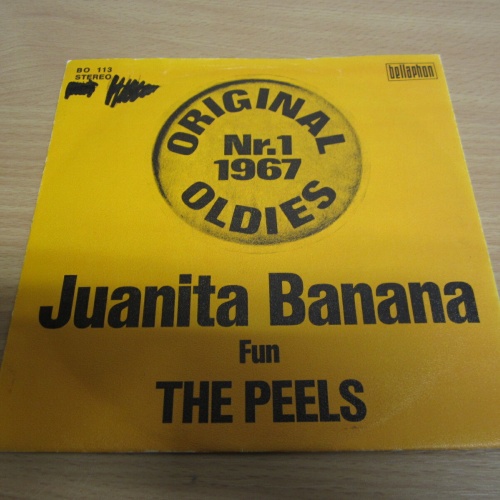 BO 113
STEREO
bellaphon
ORIGINAL
Nr.1
1967
OLDIES
Juanita Banana
Fun
THE PEELS